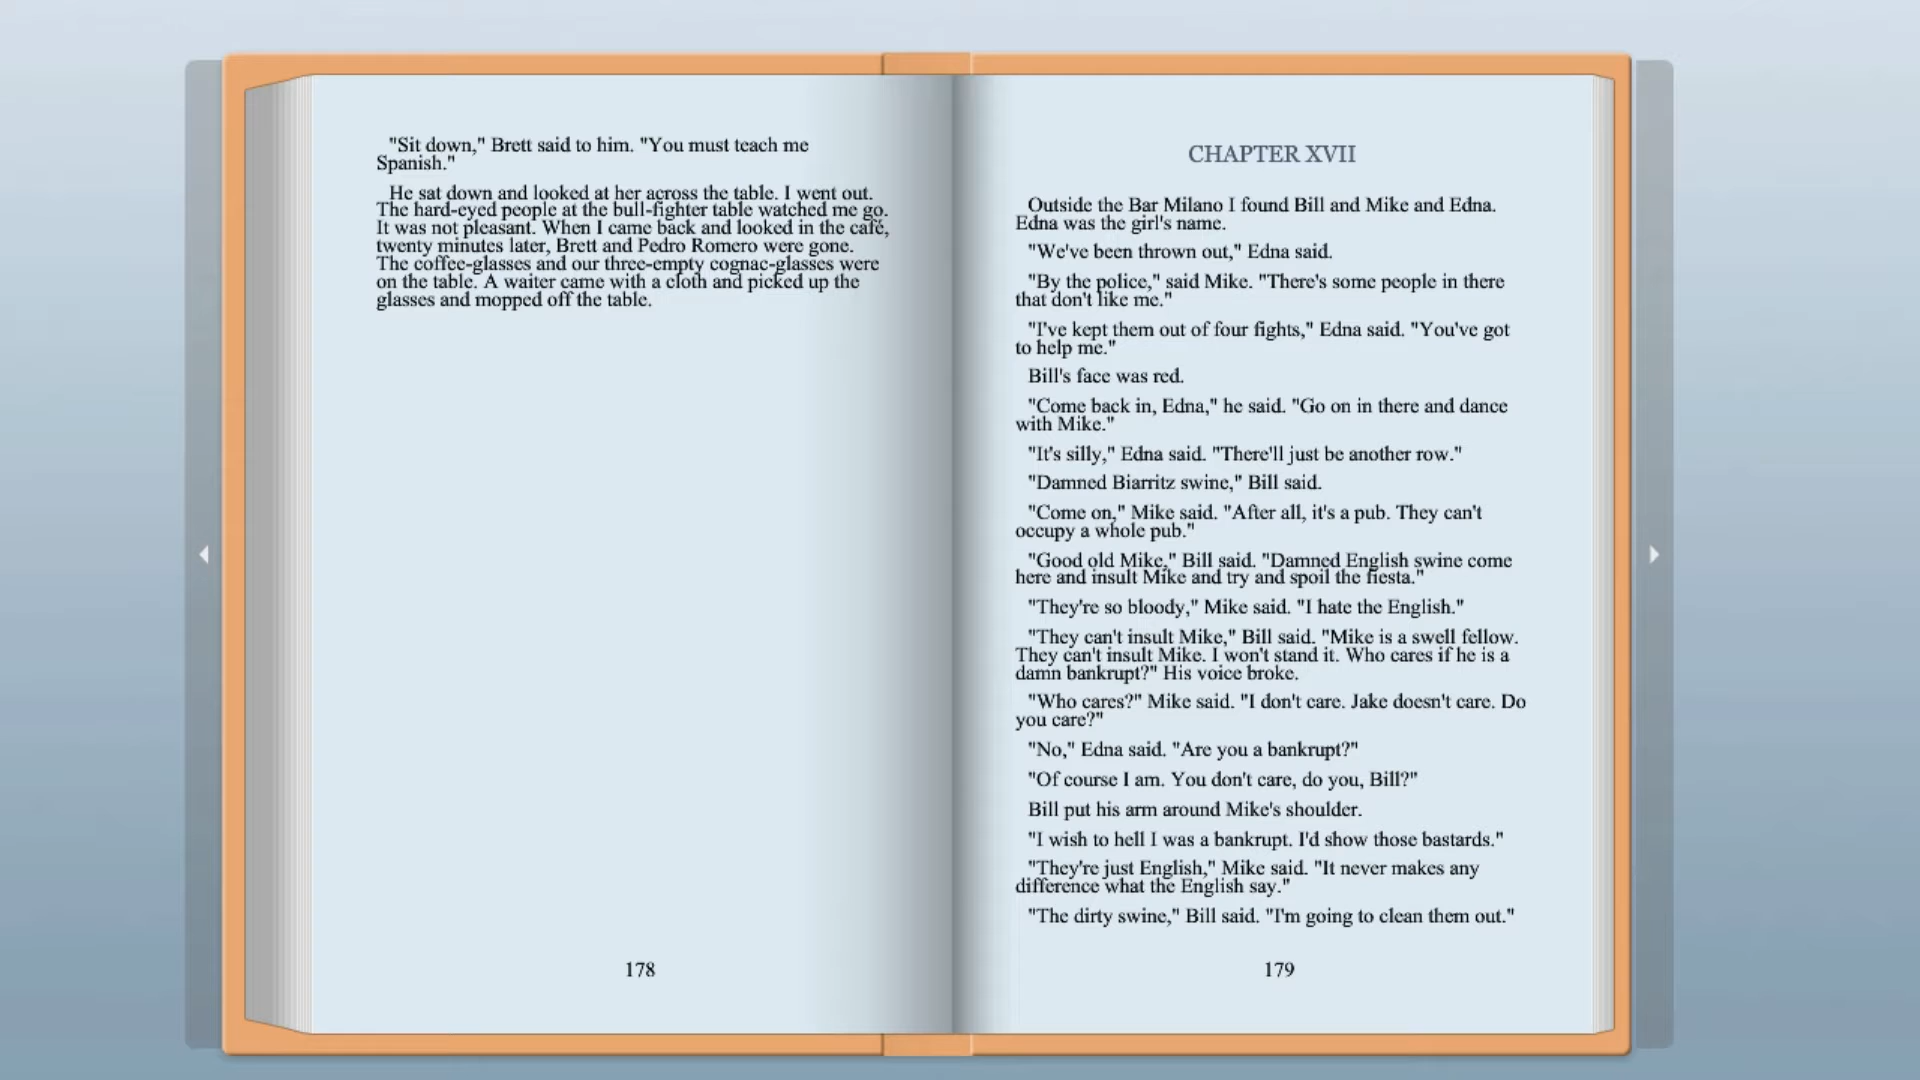 "Sit down," Brett said to him. "You must teach me
Spanish."
He sat down and looked at her across the table. I went out.
The hard-eyed people at the bull-fighter table watched me go.
It was not pleasant. When I came back and looked in the café,
twenty minutes later, Brett and Pedro Romero were gone.
The coffee-glasses and our three-empty cognac-glasses were
on the table. A waiter came with a cloth and picked up the
glasses and mopped off the table.
178
CHAPTER XVII
Outside the Bar Milano I found Bill and Mike and Edna.
Edna was the girl's name.
"We've been thrown out," Edna said.
"By the police," said Mike. "There's some people in there
that don't like me."
"I've kept them out of four fights," Edna said. "You've got
to help me."
Bill's face was red.
"Come back in, Edna," he said. "Go on in there and dance
with Mike."
"It's silly," Edna said. "There'll just be another row."
"Damned Biarritz swine," Bill said.
"Come on," Mike said. "After all, it's a pub. They can't
occupy a whole pub."
"Good old Mike," Bill said. "Damned English swine come
here and insult Mike and try and spoil the fiesta."
"They're so bloody," Mike said. "I hate the English."
"They can't insult Mike," Bill said. "Mike is a swell fellow.
They can't insult Mike. I won't stand it. Who cares if he is a
damn bankrupt?" His voice broke.
"Who cares?" Mike said. "I don't care. Jake doesn't care. Do
you care?"
"No," Edna said. "Are you a bankrupt?"
"Of course I am. You don't care, do you, Bill?"
Bill put his arm around Mike's shoulder.
"I wish to hell I was a bankrupt. I'd show those bastards."
"They're just English," Mike said. "It never makes any
difference what the English say."
"The dirty swine," Bill said. "I'm going to clean them out."
179